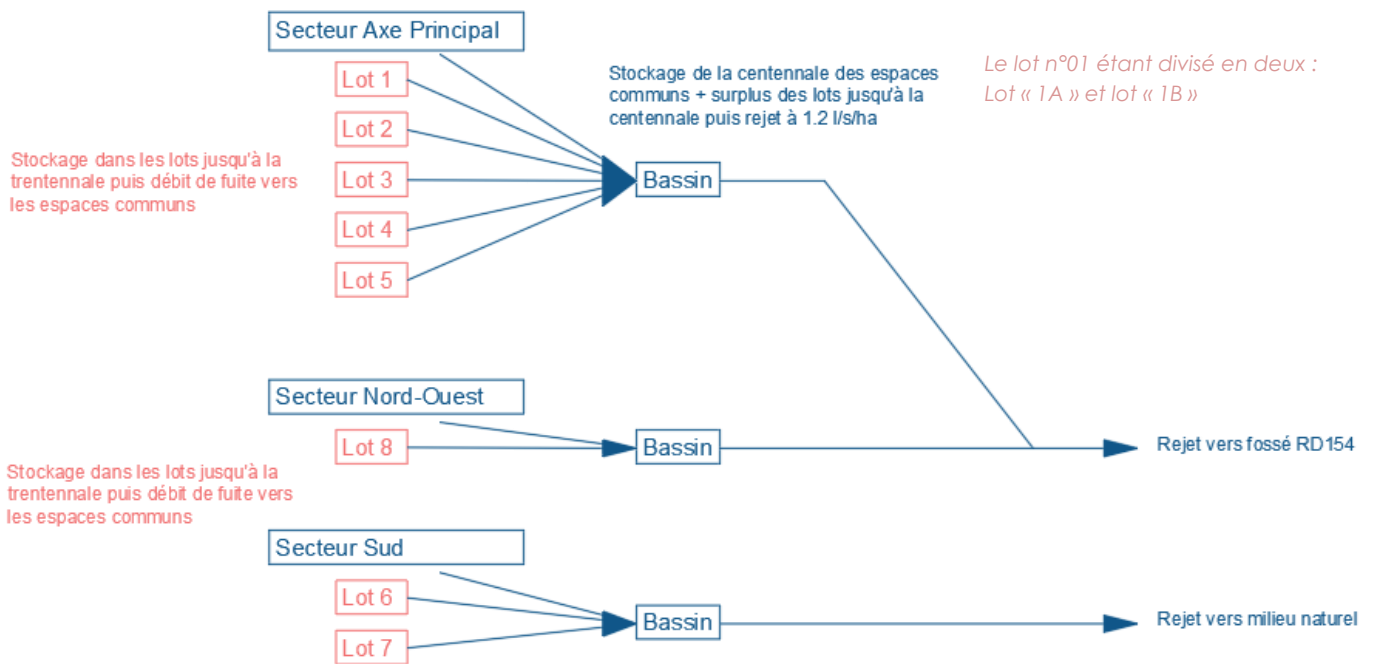 Secteur Axe Principal
Lot 1
Lot 2
Lot 3
Lot 4
Lot 5
Stockage dans les lots jusqu'à la
trentennale puis débit de fuite vers
les espaces communs
Stockage de la centennale des espaces
communs + surplus des lots jusqu'à la
centennale puis rejet à 1.2 l/s/ha
Le lot n°01 étant divisé en deux :
Lot « 1A » et lot « 1B »
Bassin
Secteur Nord-Ouest
Lot 8
Bassin
Rejet vers fossé RD154
Stockage dans les lots jusqu'à la
trentennale puis débit de fuite vers
les espaces communs
Secteur Sud
Lot 6
Lot 7
Bassin
Rejet vers milieu naturel